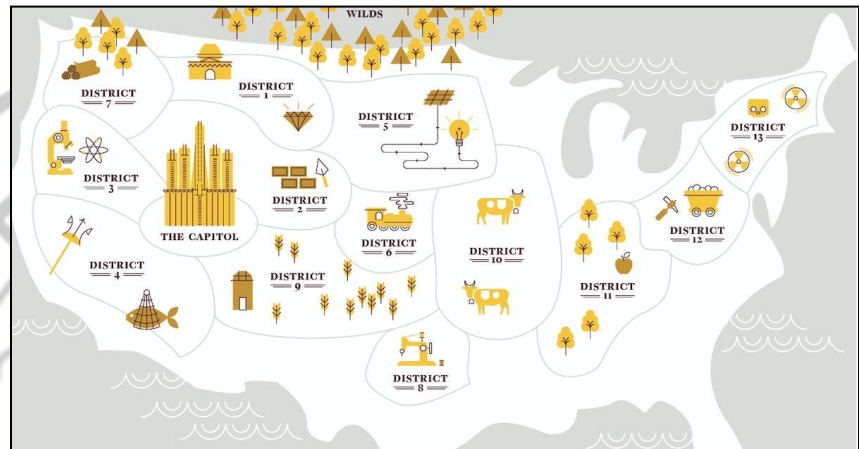 WILDS
DISTRICT
7
DISTRICT
1
DISTRICT
5
DISTRICT
13
DISTRICT
3
DISTRICT
2
DISTRICT
12
THE CAPITOL
DISTRICT
6
DISTRICT
10
DISTRICT
4
DISTRICT
9
DISTRICT
11
DISTRICT
8